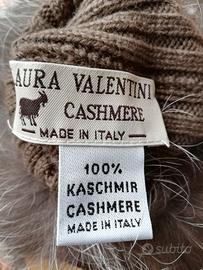 AURA VALENTINI
CASHMERE
MADE IN ITALY
100%
KASCHMIR
CASHMERE
MADE IN ITALY
subito